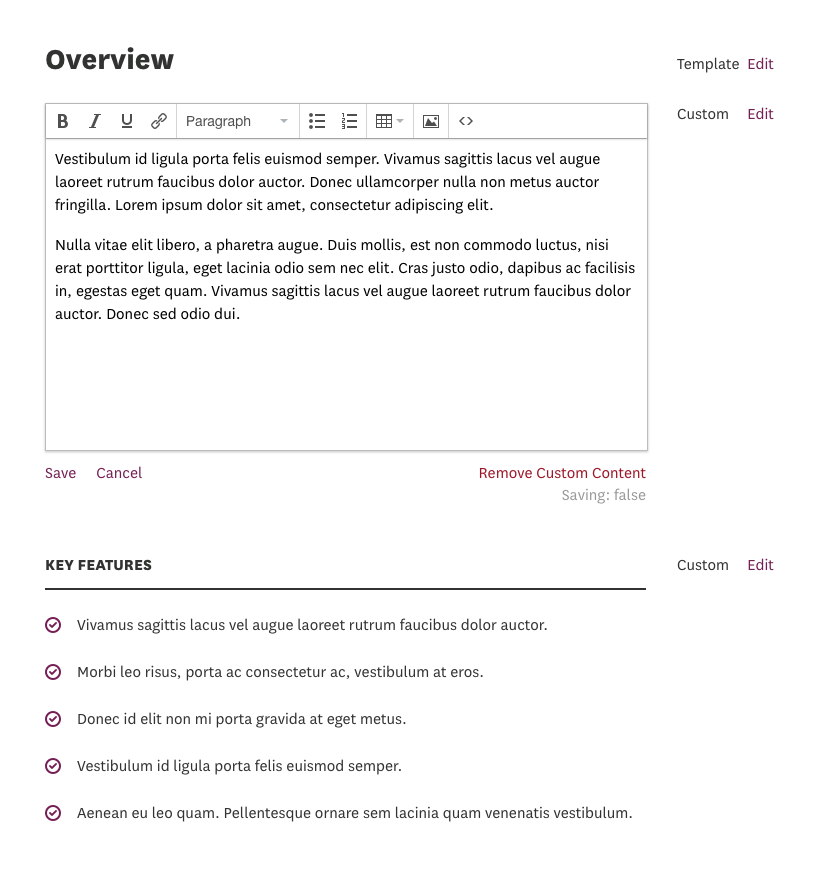 Overview
Template Edit
Custom Edit
B I U Paragraph
Vestibulum id ligula porta felis euismod semper. Vivamus sagittis lacus vel augue
laoreet rutrum faucibus dolor auctor. Donec ullamcorper nulla non metus auctor
fringilla. Lorem ipsum dolor sit amet, consectetur adipiscing elit.
Nulla vitae elit libero, a pharetra augue. Duis mollis, est non commodo luctus, nisi
erat porttitor ligula, eget lacinia odio sem nec elit. Cras justo odio, dapibus ac facilisis
in, egestas eget quam. Vivamus sagittis lacus vel augue laoreet rutrum faucibus dolor
auctor. Donec sed odio dui.
Save Cancel Remove Custom Content
Saving: false
KEY FEATURES
Custom Edit
Vivamus sagittis lacus vel augue laoreet rutrum faucibus dolor auctor.
Morbi leo risus, porta ac consectetur ac, vestibulum at eros.
Donec id elit non mi porta gravida at eget metus.
Vestibulum id ligula porta felis euismod semper.
Aenean eu leo quam. Pellentesque ornare sem lacinia quam venenatis vestibulum.